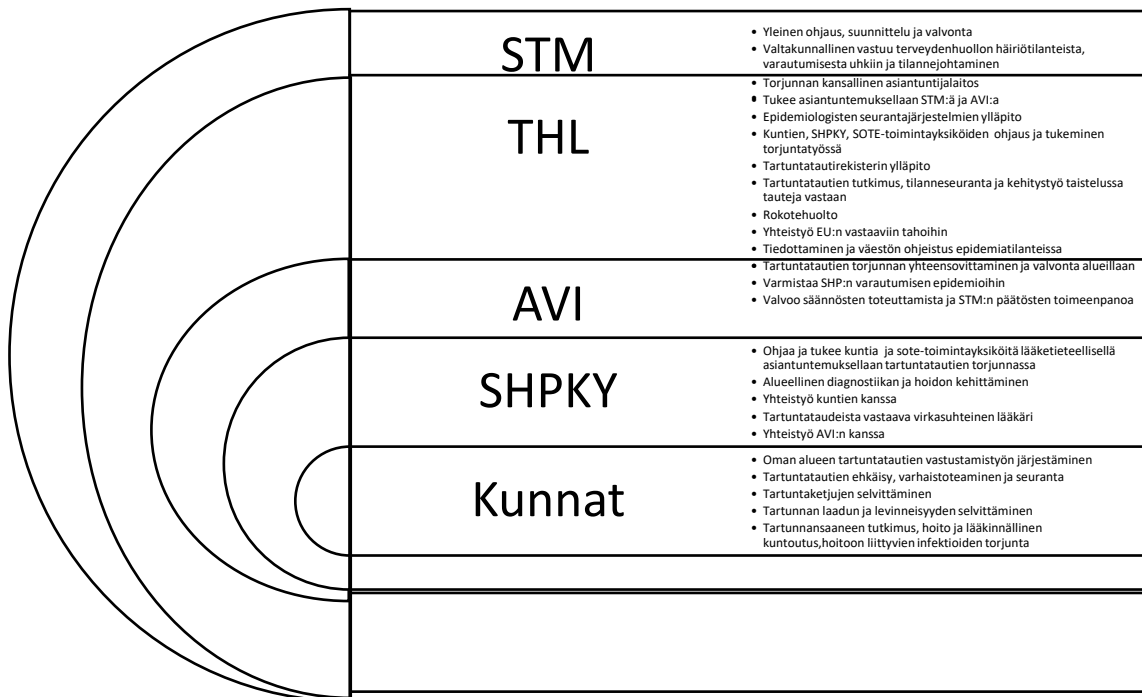 STM
• Yleinen ohjaus, suunnittelu ja valvonta
• Valtakunnallinen vastuu terveydenhuollon häiriötilanteista,
varautumisesta uhkiin ja tilannejohtaminen
THL
• Torjunnan kansallinen asiantuntijalaitos
• Tukee asiantuntemuksellaan STM:ä ja AVI:a
• Epidemiologisten seurantajärjestelmien ylläpito
• Kuntien, SHPKY, SOTE-toimintayksiköiden ohjaus ja tukeminen
torjuntatyössä
• Tartuntatautirekisterin ylläpito
• Tartuntatautien tutkimus, tilanneseuranta ja kehitystyö taistelussa
tauteja vastaan
• Rokotehuolto
• Yhteistyö EU:n vastaaviin tahoihin
• Tiedottaminen ja väestön ohjeistus epidemiatilanteissa
AVI
• Tartuntatautien torjunnan yhteensovittaminen ja valvonta alueillaan
• Varmistaa SHP:n varautumisen epidemioihin
• Valvoo säännösten toteuttamista ja STM:n päätösten toimeenpanoa
SHPKY
• Ohjaa ja tukee kuntia ja sote-toimintayksiköitä lääketieteellisellä
asiantuntemuksellaan tartuntatautien torjunnassa
• Alueellinen diagnostiikan ja hoidon kehittäminen
• Yhteistyö kuntien kanssa
• Tartuntataudeista vastaava virkasuhteinen lääkäri
• Yhteistyö AVI:n kanssa
Kunnat
• Oman alueen tartuntatautien vastustamistyön järjestäminen
• Tartuntatautien ehkäisy, varhaistoteaminen ja seuranta
• Tartuntaketjujen selvittäminen
• Tartunnan laadun ja levinneisyyden selvittäminen
• Tartunnansaaneen tutkimus, hoito ja lääkinnällinen
kuntoutus,hoitoon liittyvien infektioiden torjunta